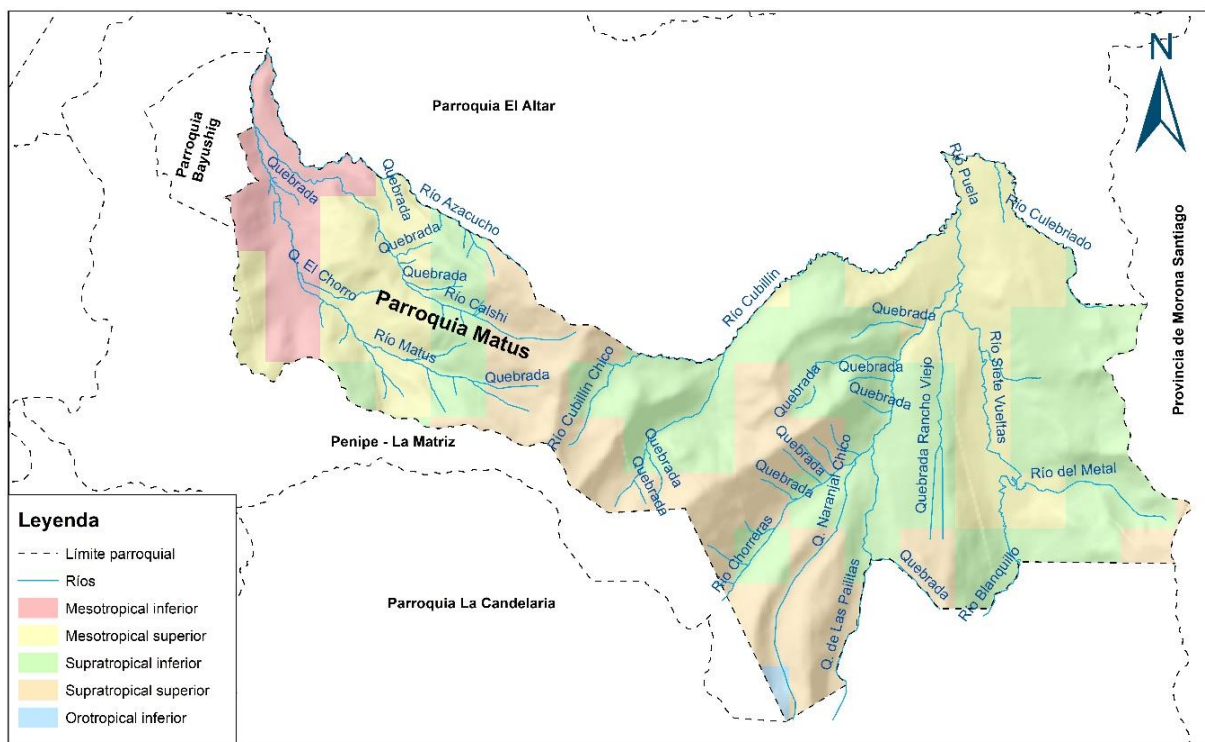 N
Parroquia El Altar
Parroquia
Bayushig
Provincia de Morona Santiago
Río Puela
Río Culebriado
Quebrada
Quebrada
Río Azacucho
Quebrada
Quebrada
Q. El Chorro
Río Calshi
Parroquia Matus
Río Matus
Quebrada
Río Cubillín
Río Cubillín Chico
Quebrada
Quebrada
Quebrada
Quebrada
Quebrada
Quebrada
Quebrada Rancho Viejo
Río Siete Vueltas
Quebrada
Quebrada
Q. Naranjal Chico
Río del Metal
Río Chorreras
Q. de Las Pailitas
Quebrada
Río Blanquillo
Penipe - La Matriz
Parroquia La Candelaria
Leyenda
Límite parroquial
Ríos
Mesotropical inferior
Mesotropical superior
Supratropical inferior
Supratropical superior
Orotropical inferior